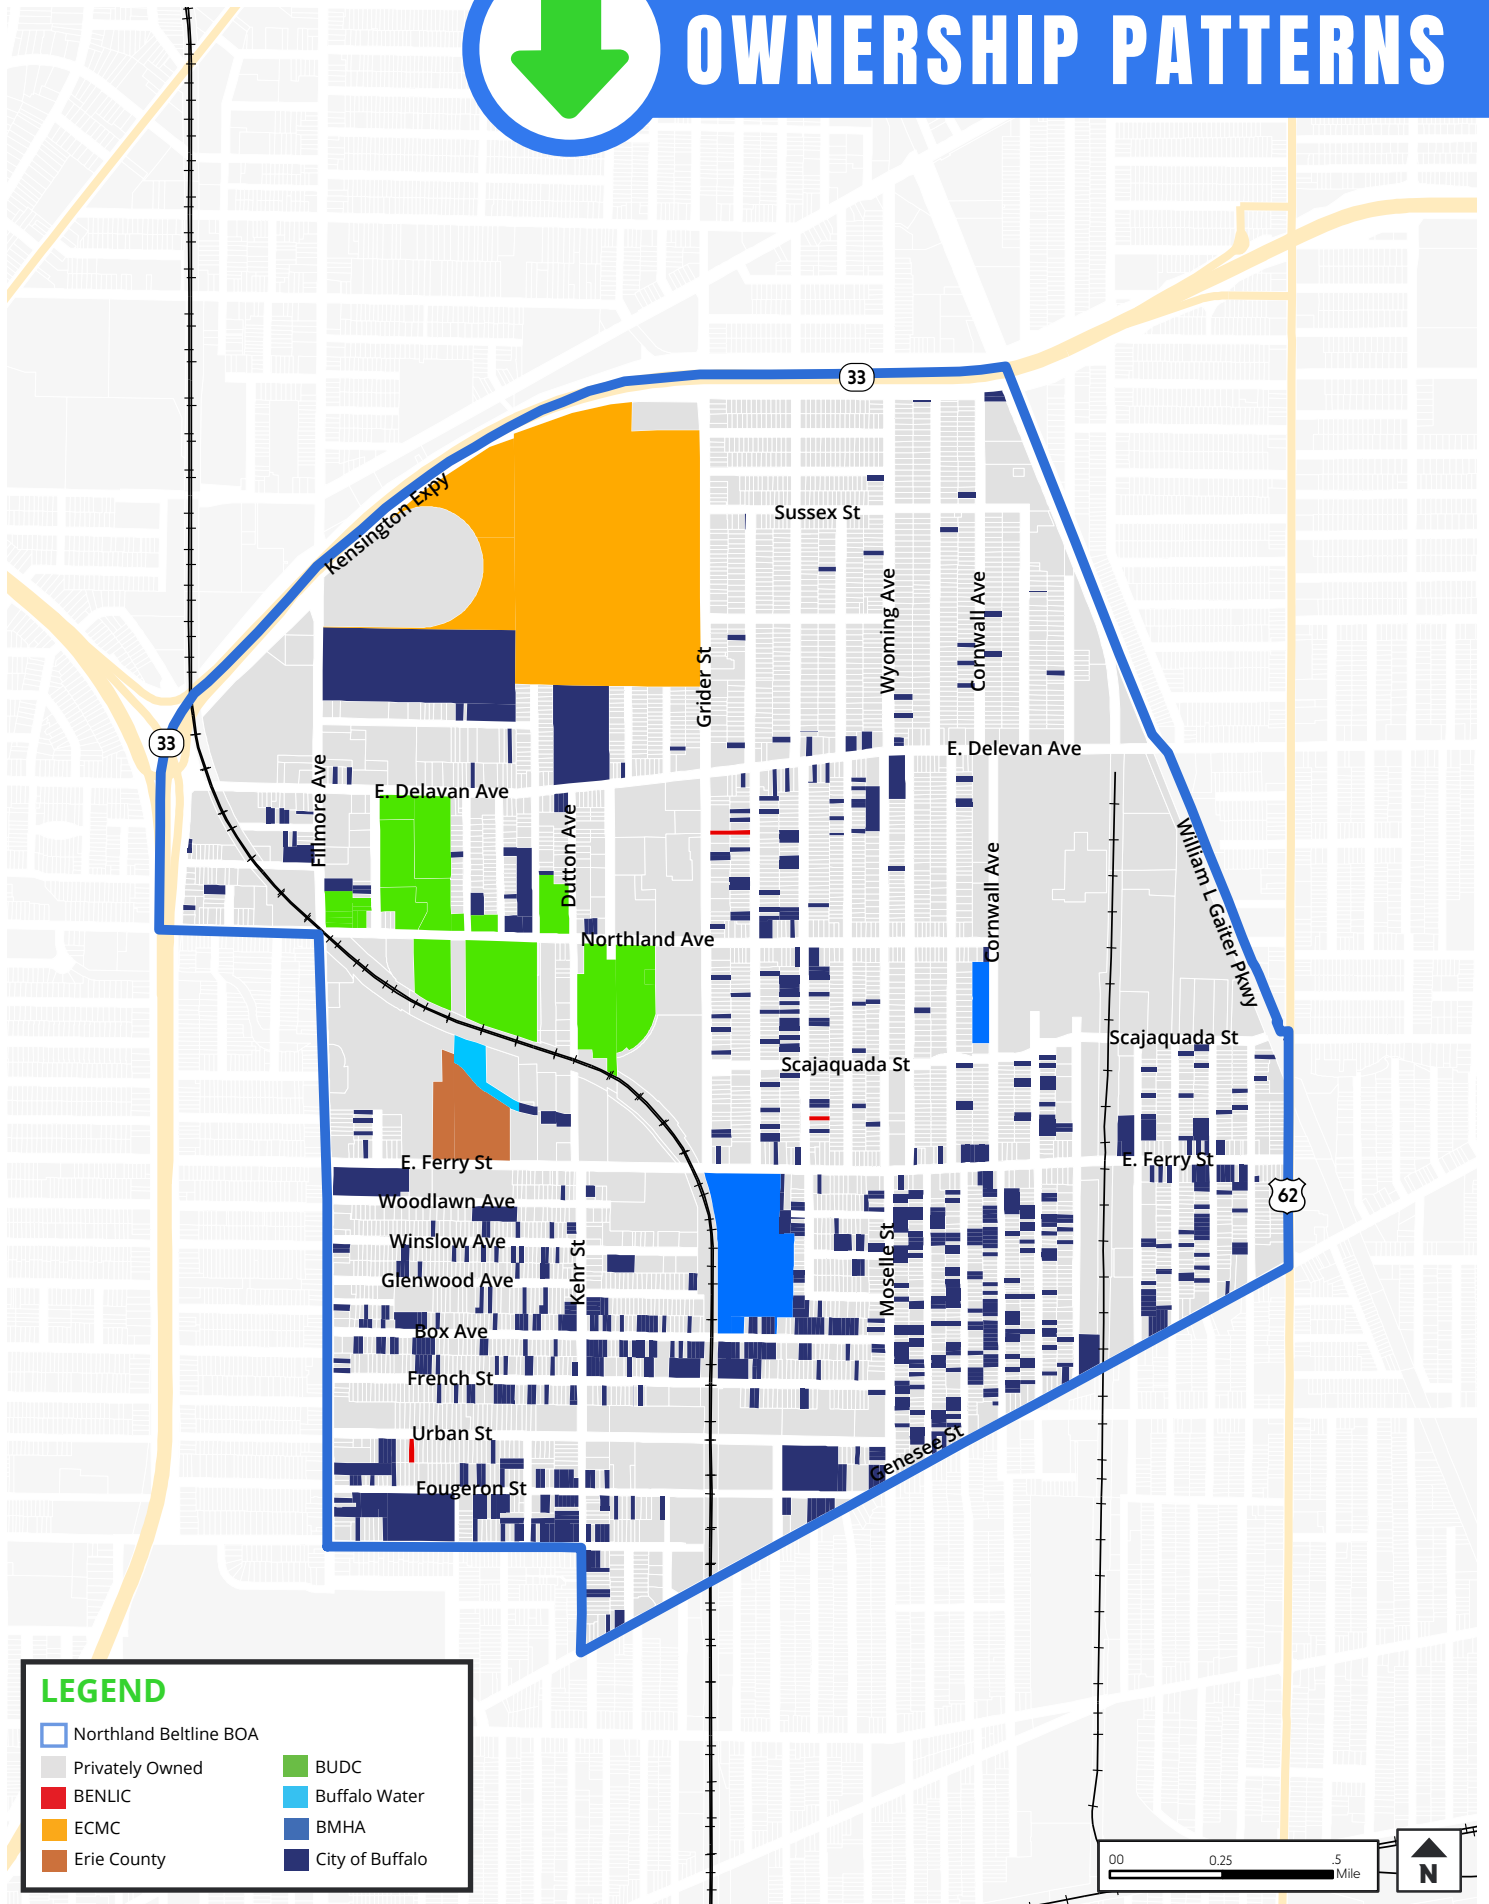 OWNERSHIP PATTERNS
33
Kensington Expy
Sussex St
Wyoming Ave
Cornwall Ave
Grider St
33
E. Delevan Ave
Fillmore Ave
E. Delavan Ave
Dutton Ave
William L Gaiter Pkwy
Cornwall Ave
Northland Ave
Scajaquada St
Scajaquada St
E. Ferry St
E. Ferry St
62
Woodlawn Ave
Winslow Ave
Kehr St
Moselle St
Glenwood Ave
Box Ave
French St
Urban St
Genesee St
Fougeron St
LEGEND
Northland Beltline BOA
Privately Owned
BENLIC
ECMC
Erie County
BUDC
Buffalo Water
BMHA
City of Buffalo
00 0.25 .5
Mile
N